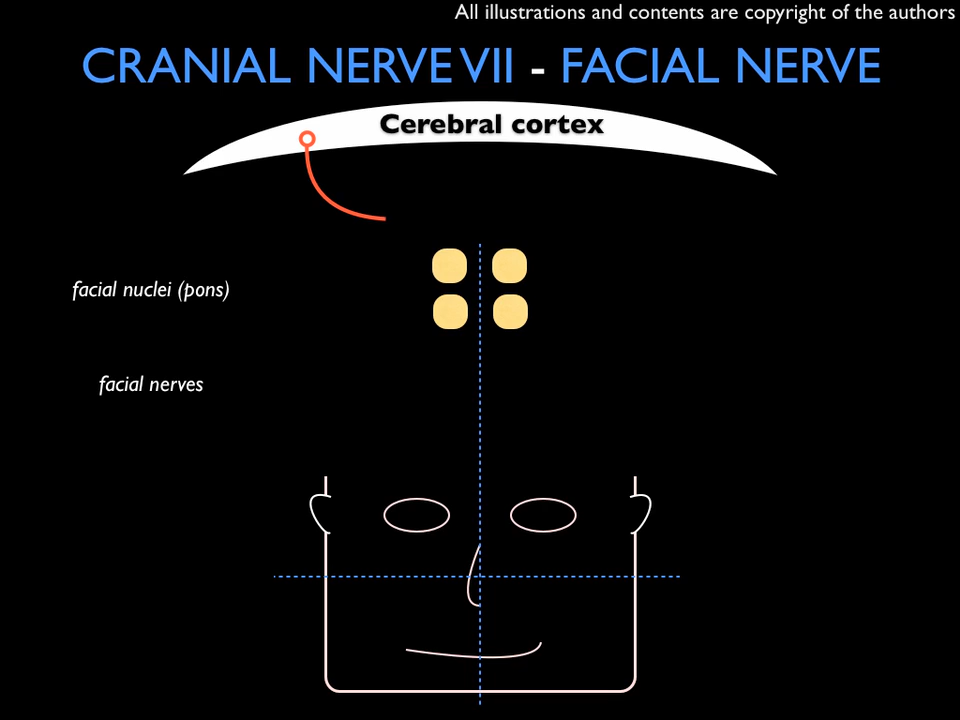 All illustrations and contents are copyright of the authors
CRANIAL NERVE VII - FACIAL NERVE
Cerebral cortex
facial nuclei (pons)
facial nerves